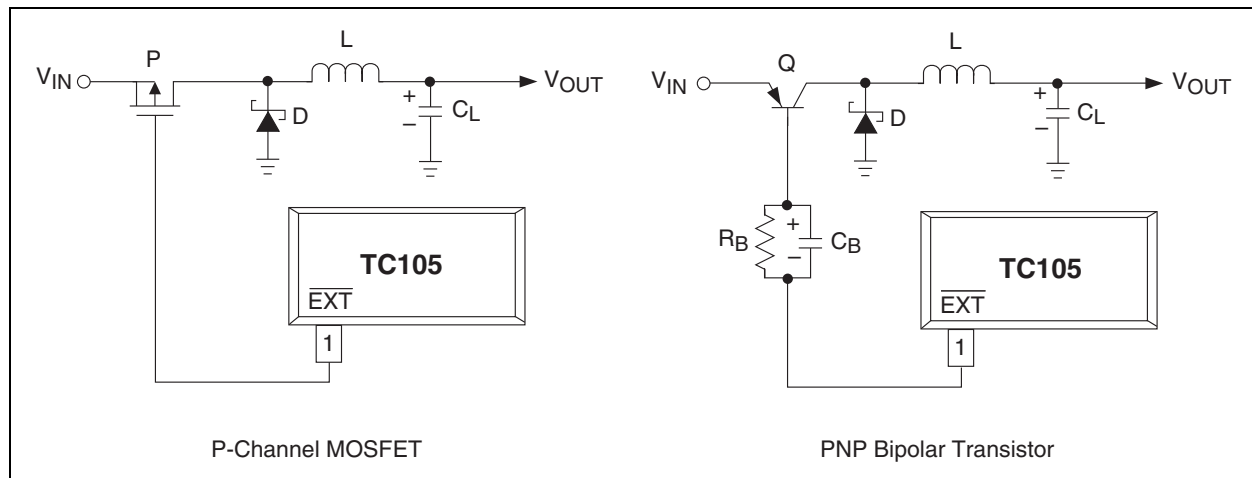 P
L
VIN
VOUT
+
CL
–
D
TC105
EXT
1
P-Channel MOSFET
Q
L
VIN
VOUT
+
CL
–
D
RB
+
CB
–
TC105
EXT
1
PNP Bipolar Transistor